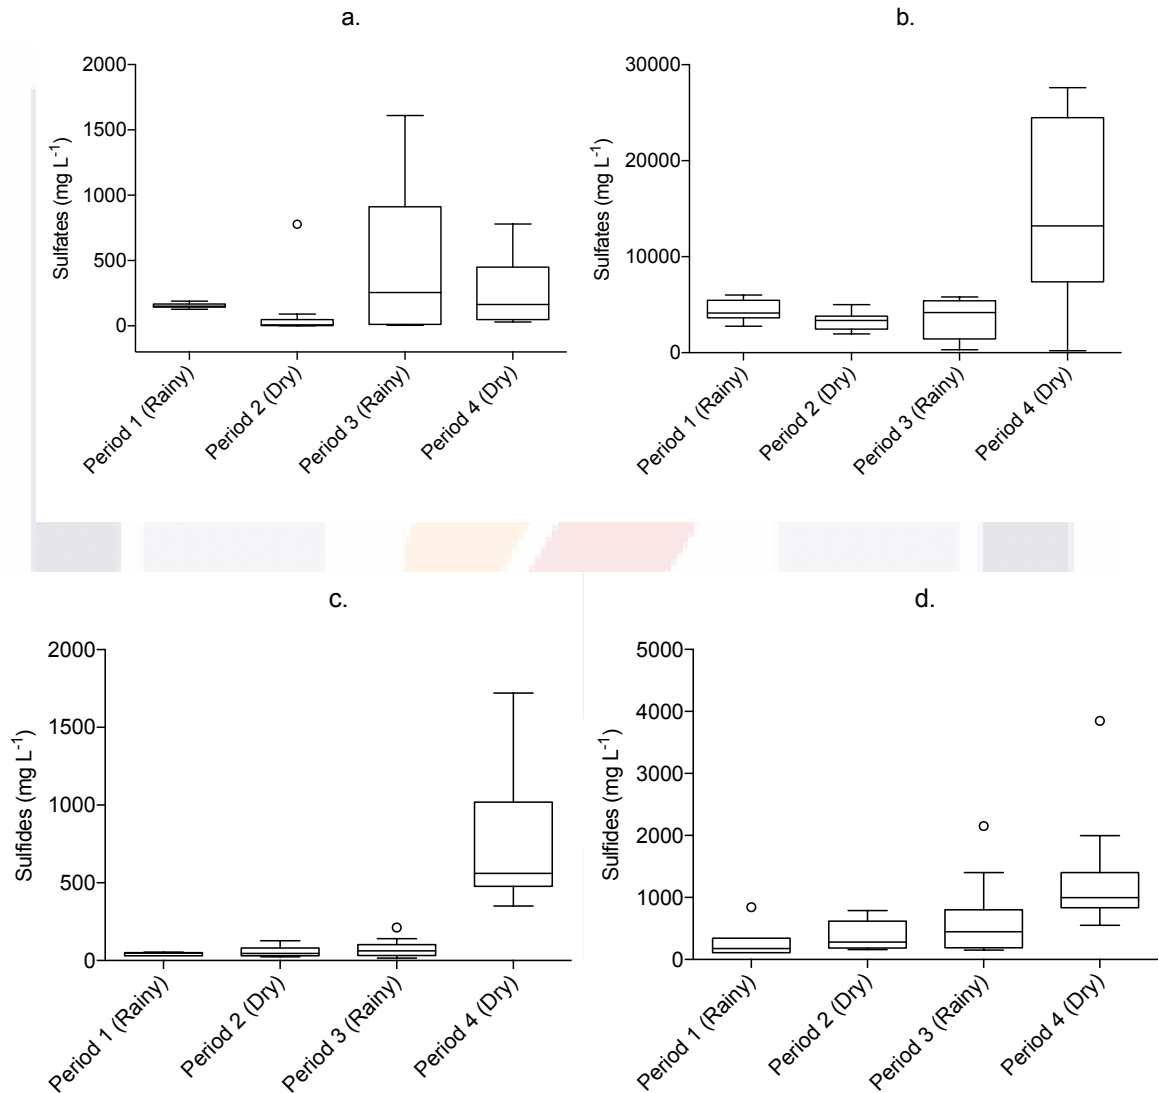 a.
2000
1500
1000
500
0
Sulfates (mg L⁻¹)
Period 1 (Rainy)
Period 2 (Dry)
Period 3 (Rainy)
Period 4 (Dry)
b.
30000
20000
10000
0
Sulfates (mg L⁻¹)
Period 1 (Rainy)
Period 2 (Dry)
Period 3 (Rainy)
Period 4 (Dry)
c.
2000
1500
1000
500
0
Sulfides (mg L⁻¹)
Period 1 (Rainy)
Period 2 (Dry)
Period 3 (Rainy)
Period 4 (Dry)
d.
5000
4000
3000
2000
1000
0
Sulfides (mg L⁻¹)
Period 1 (Rainy)
Period 2 (Dry)
Period 3 (Rainy)
Period 4 (Dry)